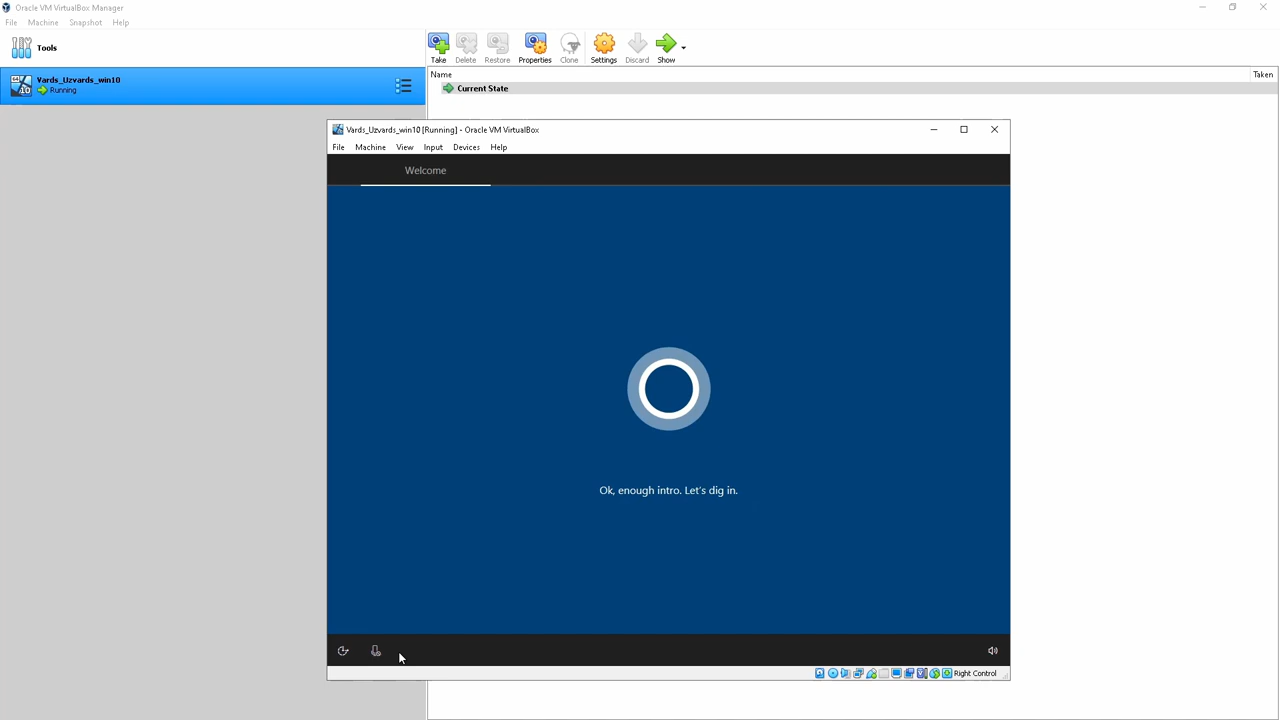 Oracle VM VirtualBox Manager
File Machine Snapshot Help
Tools
Take Delete Restore Properties Clone Settings Discard Show
Vards_Uzvards_win10
Running
Name Taken
Current State
Vards_Uzvards_win10 [Running] - Oracle VM VirtualBox
File Machine View Input Devices Help
Welcome
Ok, enough intro. Let's dig in.
Right Control